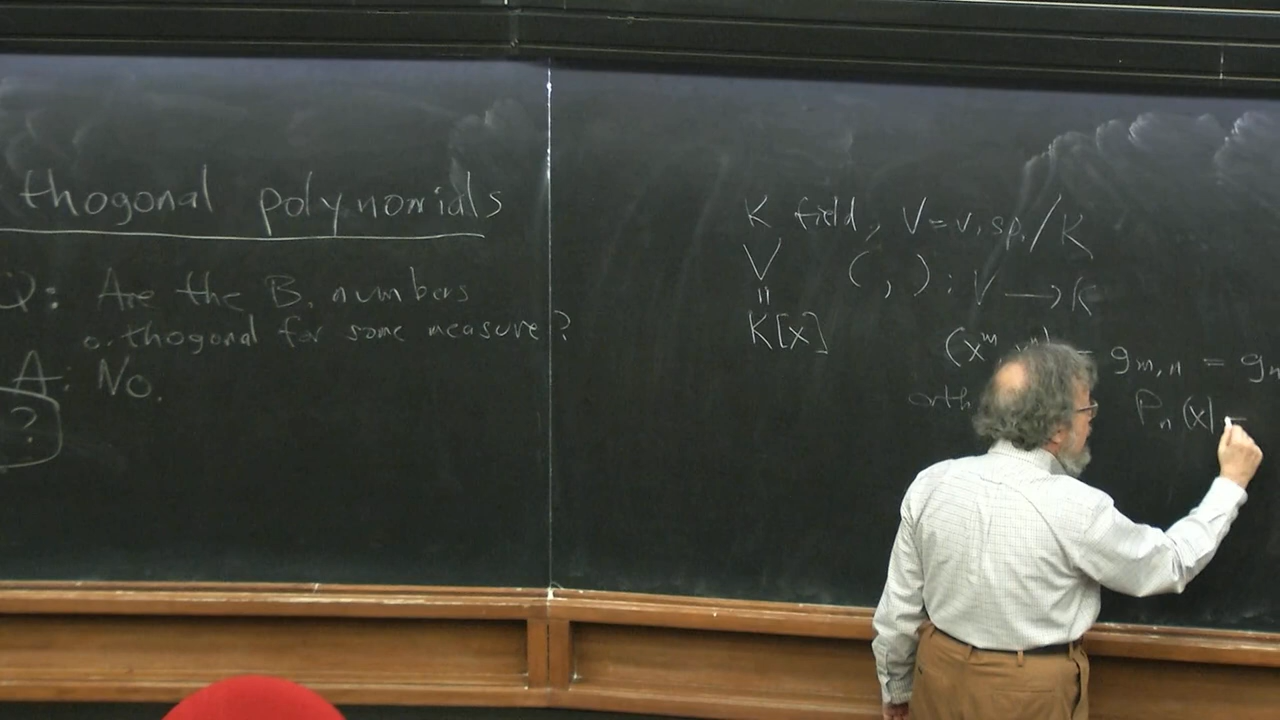 thogonal polynomials
Q: Are the B. numbers
orthogonal for some measure?
A: No.
?
K field, V = v. sp. / K
V ( , ) : V → K
=
K[x]
(x^m, x^n) = g_{m,n} = g
orth P_n(x) =